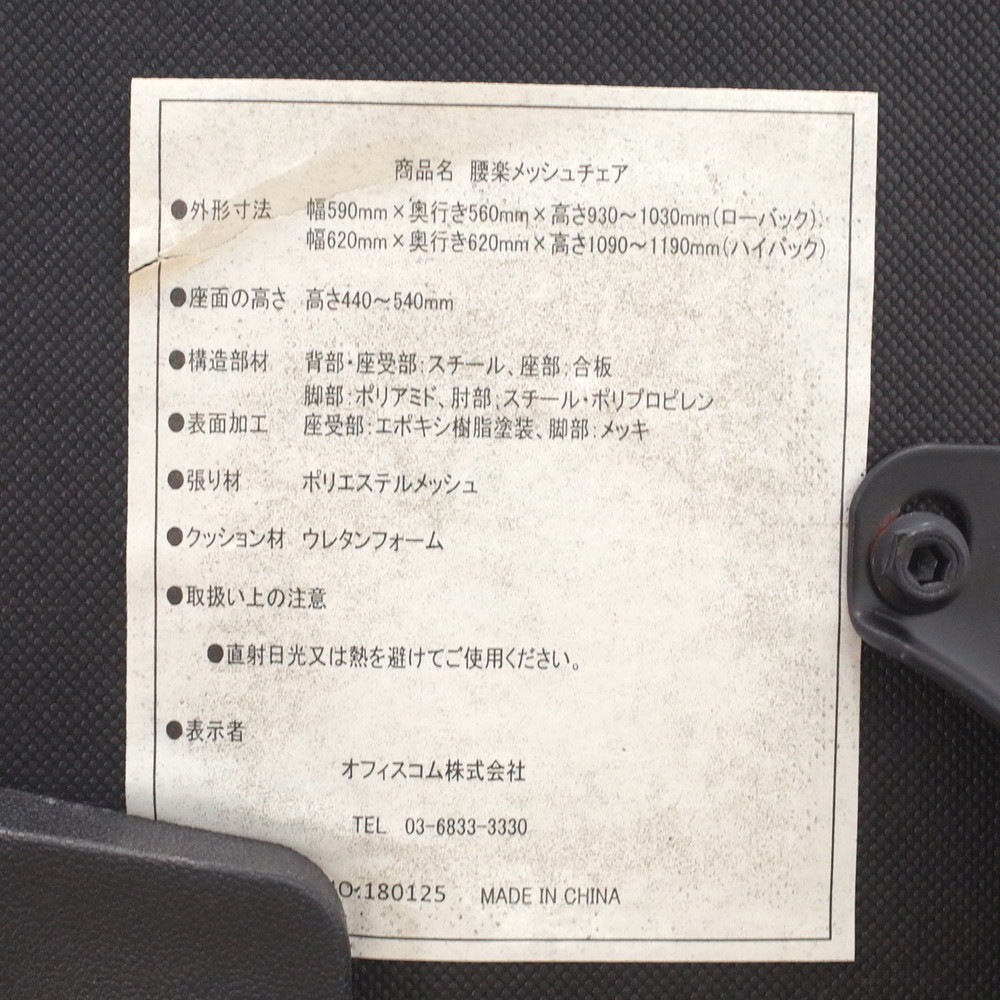 商品名 腰楽メッシュチェア
●外形寸法 幅590mm×奥行き560mm×高さ930～1030mm(ローバック)、
幅620mm×奥行き620mm×高さ1090～1190mm(ハイバック)
●座面の高さ 高さ440～540mm
●構造部材 背部・座受部:スチール、座部:合板
脚部:ポリアミド、肘部:スチール・ポリプロピレン
●表面加工 座受部:エポキシ樹脂塗装、脚部:メッキ
●張り材 ポリエステルメッシュ
●クッション材 ウレタンフォーム
●取扱い上の注意
●直射日光又は熱を避けてご使用ください。
●表示者
オフィスコム株式会社
TEL 03-6833-3330
O:180125 MADE IN CHINA